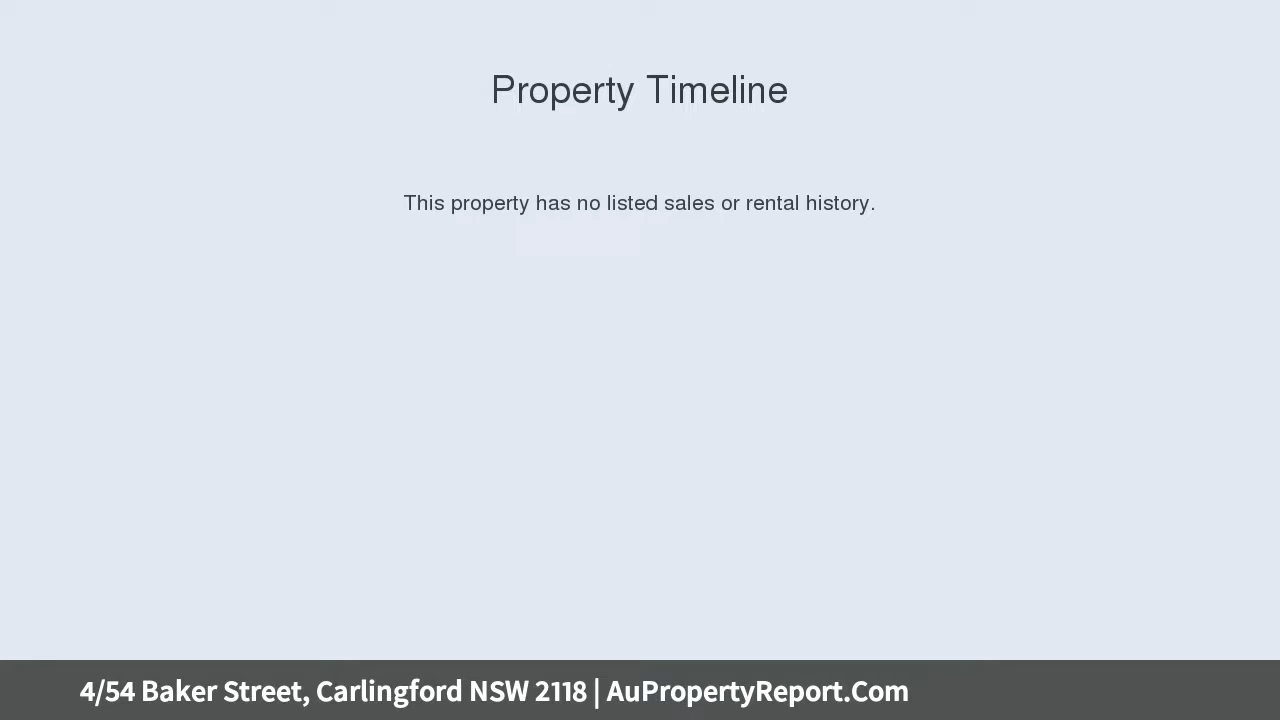 Property Timeline
This property has no listed sales or rental history.
4/54 Baker Street, Carlingford NSW 2118 | AuPropertyReport.Com